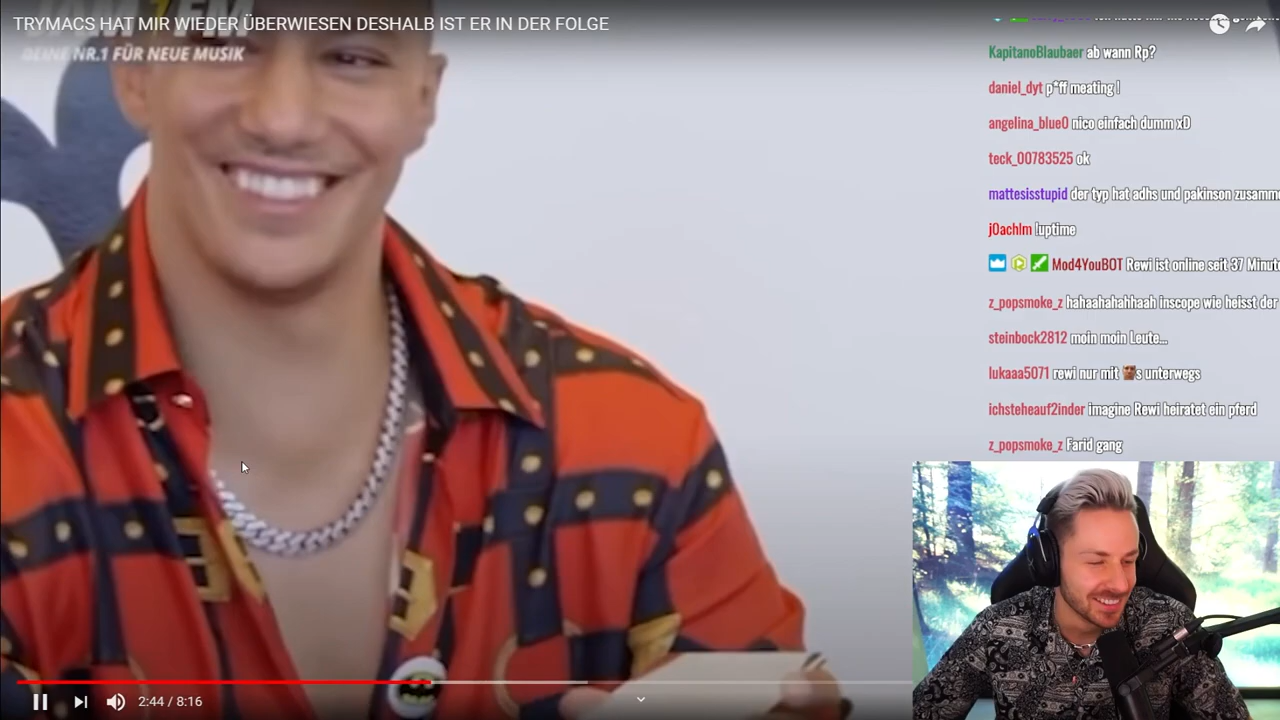 TRYMACS HAT MIR WIEDER ÜBERWIESEN DESHALB IST ER IN DER FOLGE
JAM FM
DEINE NR.1 FÜR NEUE MUSIK
KapitanoBlaubaer ab wann Rp?
daniel_dyt p*ff meating !
angelina_blue0 nico einfach dumm xD
teck_00783525 ok
mattesisstupid der typ hat adhs und pakinson zusamm
j0achIm !uptime
Mod4YouBOT Rewi ist online seit 37 Minut
z_popsmoke_z hahaahahahhaah inscope wie heisst der
steinbock2812 moin moin Leute...
lukaaa5071 rewi nur mit s unterwegs
ichsteheauf2inder imagine Rewi heiratet ein pferd
z_popsmoke_z Farid gang
2:44 / 8:16